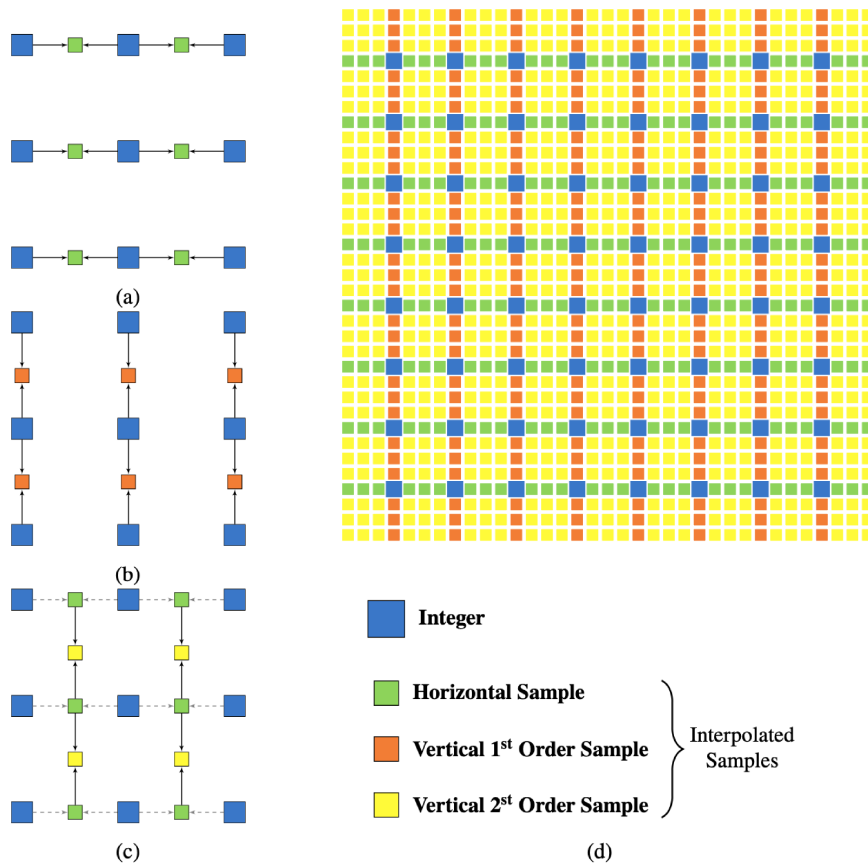 (a)
(b)
(c)
Integer
Horizontal Sample
Vertical 1st Order Sample
Vertical 2st Order Sample
Interpolated
Samples
(d)